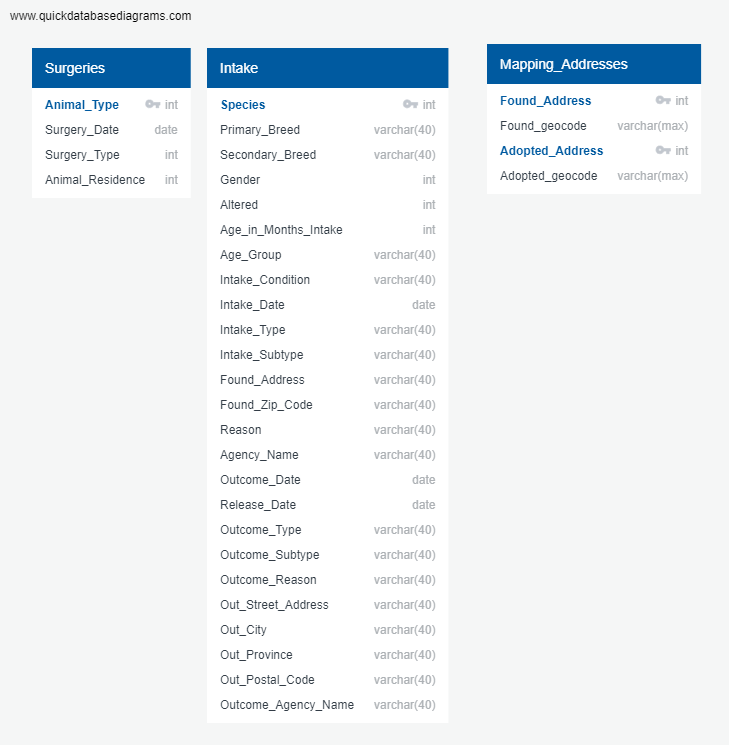 www.quickdatabasediagrams.com
Surgeries
Animal_Type int
Surgery_Date date
Surgery_Type int
Animal_Residence int
Intake
Species int
Primary_Breed varchar(40)
Secondary_Breed varchar(40)
Gender int
Altered int
Age_in_Months_Intake int
Age_Group varchar(40)
Intake_Condition varchar(40)
Intake_Date date
Intake_Type varchar(40)
Intake_Subtype varchar(40)
Found_Address varchar(40)
Found_Zip_Code varchar(40)
Reason varchar(40)
Agency_Name varchar(40)
Outcome_Date date
Release_Date date
Outcome_Type varchar(40)
Outcome_Subtype varchar(40)
Outcome_Reason varchar(40)
Out_Street_Address varchar(40)
Out_City varchar(40)
Out_Province varchar(40)
Out_Postal_Code varchar(40)
Outcome_Agency_Name varchar(40)
Mapping_Addresses
Found_Address int
Found_geocode varchar(max)
Adopted_Address int
Adopted_geocode varchar(max)